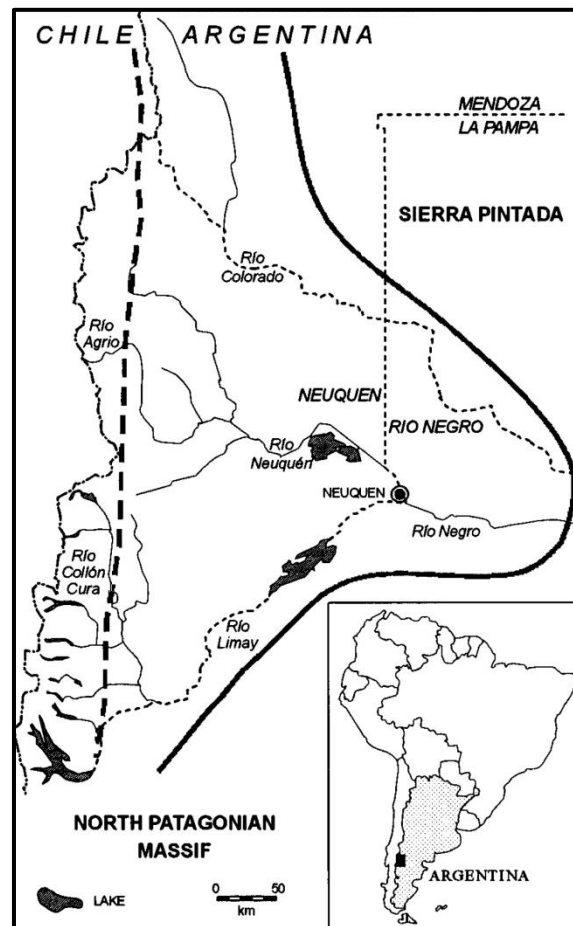 CHILE ARGENTINA
MENDOZA
LA PAMPA
SIERRA PINTADA
Río
Colorado
Río
Agrio
NEUQUEN
RIO NEGRO
Río
Neuquén
NEUQUEN
Río Negro
Río
Collón
Cura
Río
Limay
NORTH PATAGONIAN
MASSIF
LAKE
0 50
km
ARGENTINA